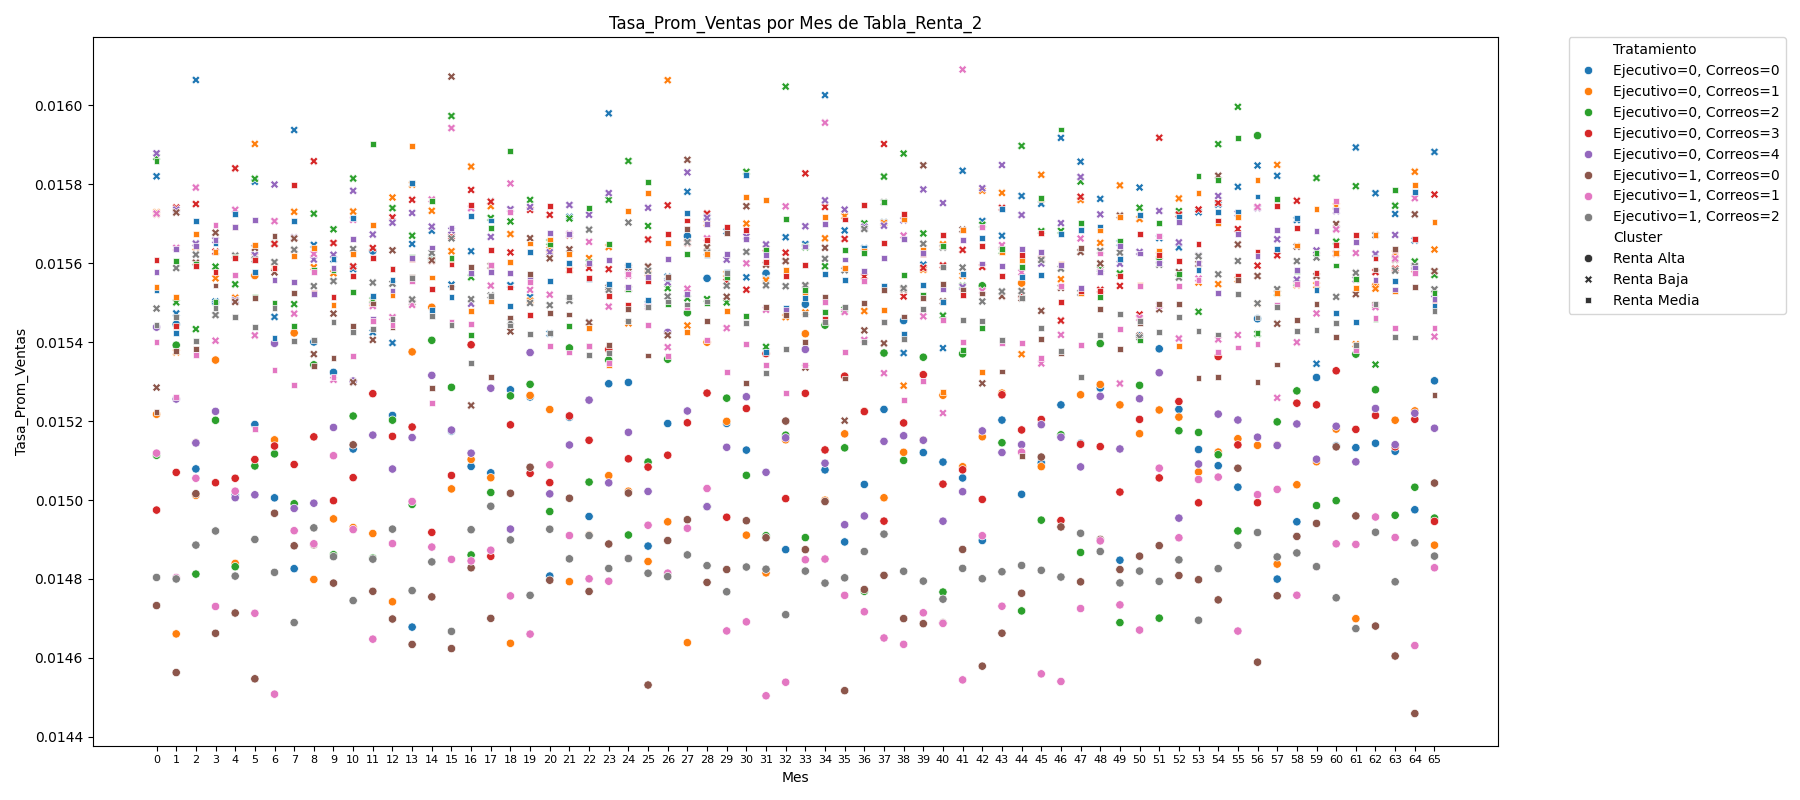 Tasa_Prom_Ventas por Mes de Tabla_Renta_2
Tasa_Prom_Ventas
0.0160
0.0158
0.0156
0.0154
0.0152
0.0150
0.0148
0.0146
0.0144
0 1 2 3 4 5 6 7 8 9 10 11 12 13 14 15 16 17 18 19 20 21 22 23 24 25 26 27 28 29 30 31 32 33 34 35 36 37 38 39 40 41 42 43 44 45 46 47 48 49 50 51 52 53 54 55 56 57 58 59 60 61 62 63 64 65
Mes
Tratamiento
Ejecutivo=0, Correos=0
Ejecutivo=0, Correos=1
Ejecutivo=0, Correos=2
Ejecutivo=0, Correos=3
Ejecutivo=0, Correos=4
Ejecutivo=1, Correos=0
Ejecutivo=1, Correos=1
Ejecutivo=1, Correos=2
Cluster
Renta Alta
Renta Baja
Renta Media